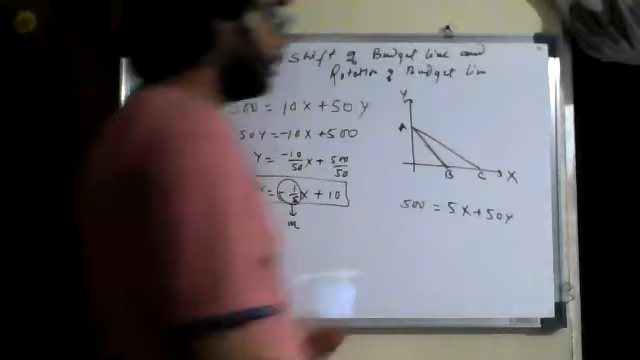 Shift of Budget line and
Rotation of Budget Line
500 = 10X + 50Y
50Y = -10X + 500
Y = -10/50 X + 500/50
= -1/5 X + 10
m
Y
A
B C X
500 = 5X + 50Y